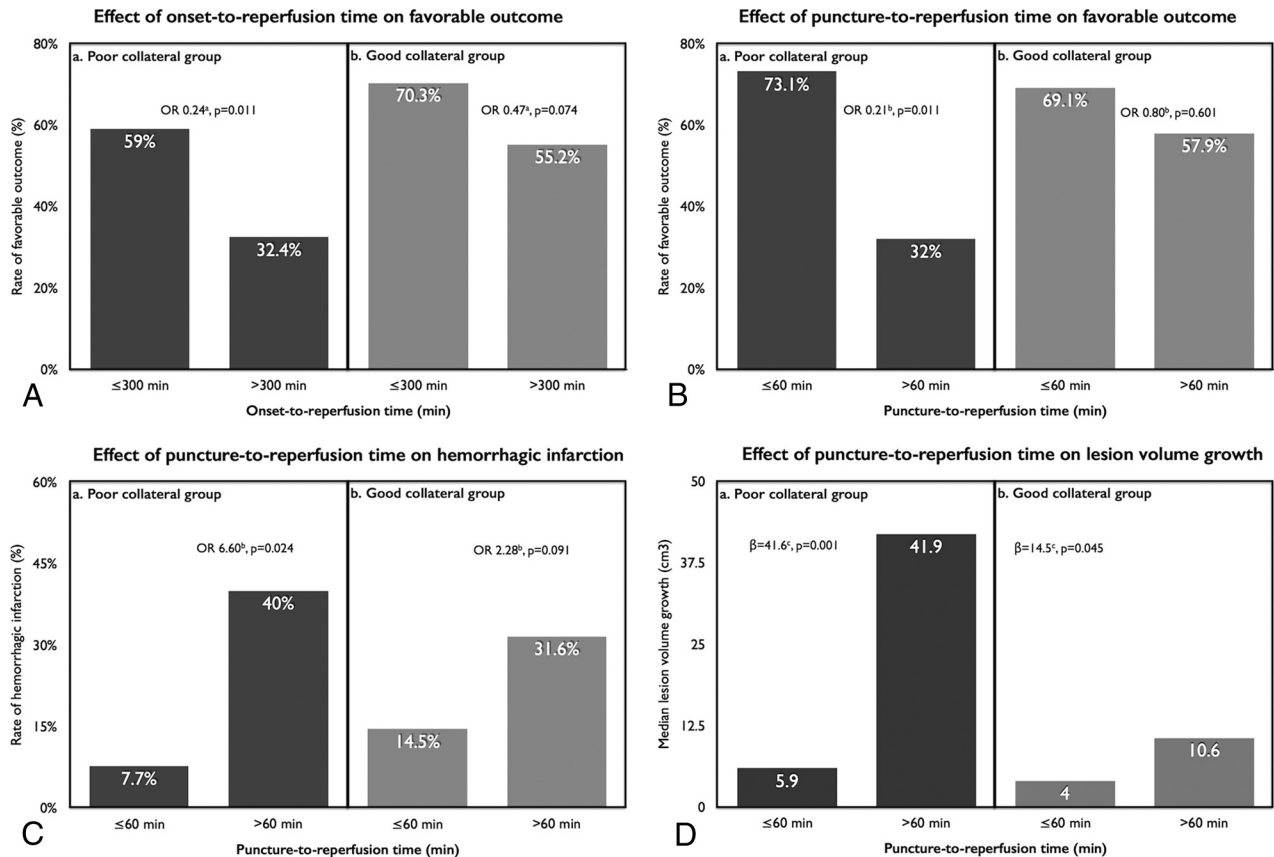 Effect of onset-to-reperfusion time on favorable outcome
Rate of favorable outcome (%)
80%
60%
40%
20%
0%
a. Poor collateral group
OR 0.24ᵃ, p=0.011
59%
32.4%
b. Good collateral group
OR 0.47ᵃ, p=0.074
70.3%
55.2%
≤300 min
>300 min
≤300 min
>300 min
Onset-to-reperfusion time (min)
A
Effect of puncture-to-reperfusion time on favorable outcome
Rate of favorable outcome (%)
80%
60%
40%
20%
0%
a. Poor collateral group
73.1%
OR 0.21ᵇ, p=0.011
32%
b. Good collateral group
69.1%
OR 0.80ᵇ, p=0.601
57.9%
≤60 min
>60 min
≤60 min
>60 min
Puncture-to-reperfusion time (min)
B
Effect of puncture-to-reperfusion time on hemorrhagic infarction
Rate of hemorrhagic infarction (%)
60%
45%
30%
15%
0%
a. Poor collateral group
OR 6.60ᵇ, p=0.024
7.7%
40%
b. Good collateral group
OR 2.28ᵇ, p=0.091
14.5%
31.6%
≤60 min
>60 min
≤60 min
>60 min
Puncture-to-reperfusion time (min)
C
Effect of puncture-to-reperfusion time on lesion volume growth
Median lesion volume growth (cm3)
50
37.5
25
12.5
0
a. Poor collateral group
β=41.6ᶜ, p=0.001
5.9
41.9
b. Good collateral group
β=14.5ᶜ, p=0.045
4
10.6
≤60 min
>60 min
≤60 min
>60 min
Puncture-to-reperfusion time (min)
D